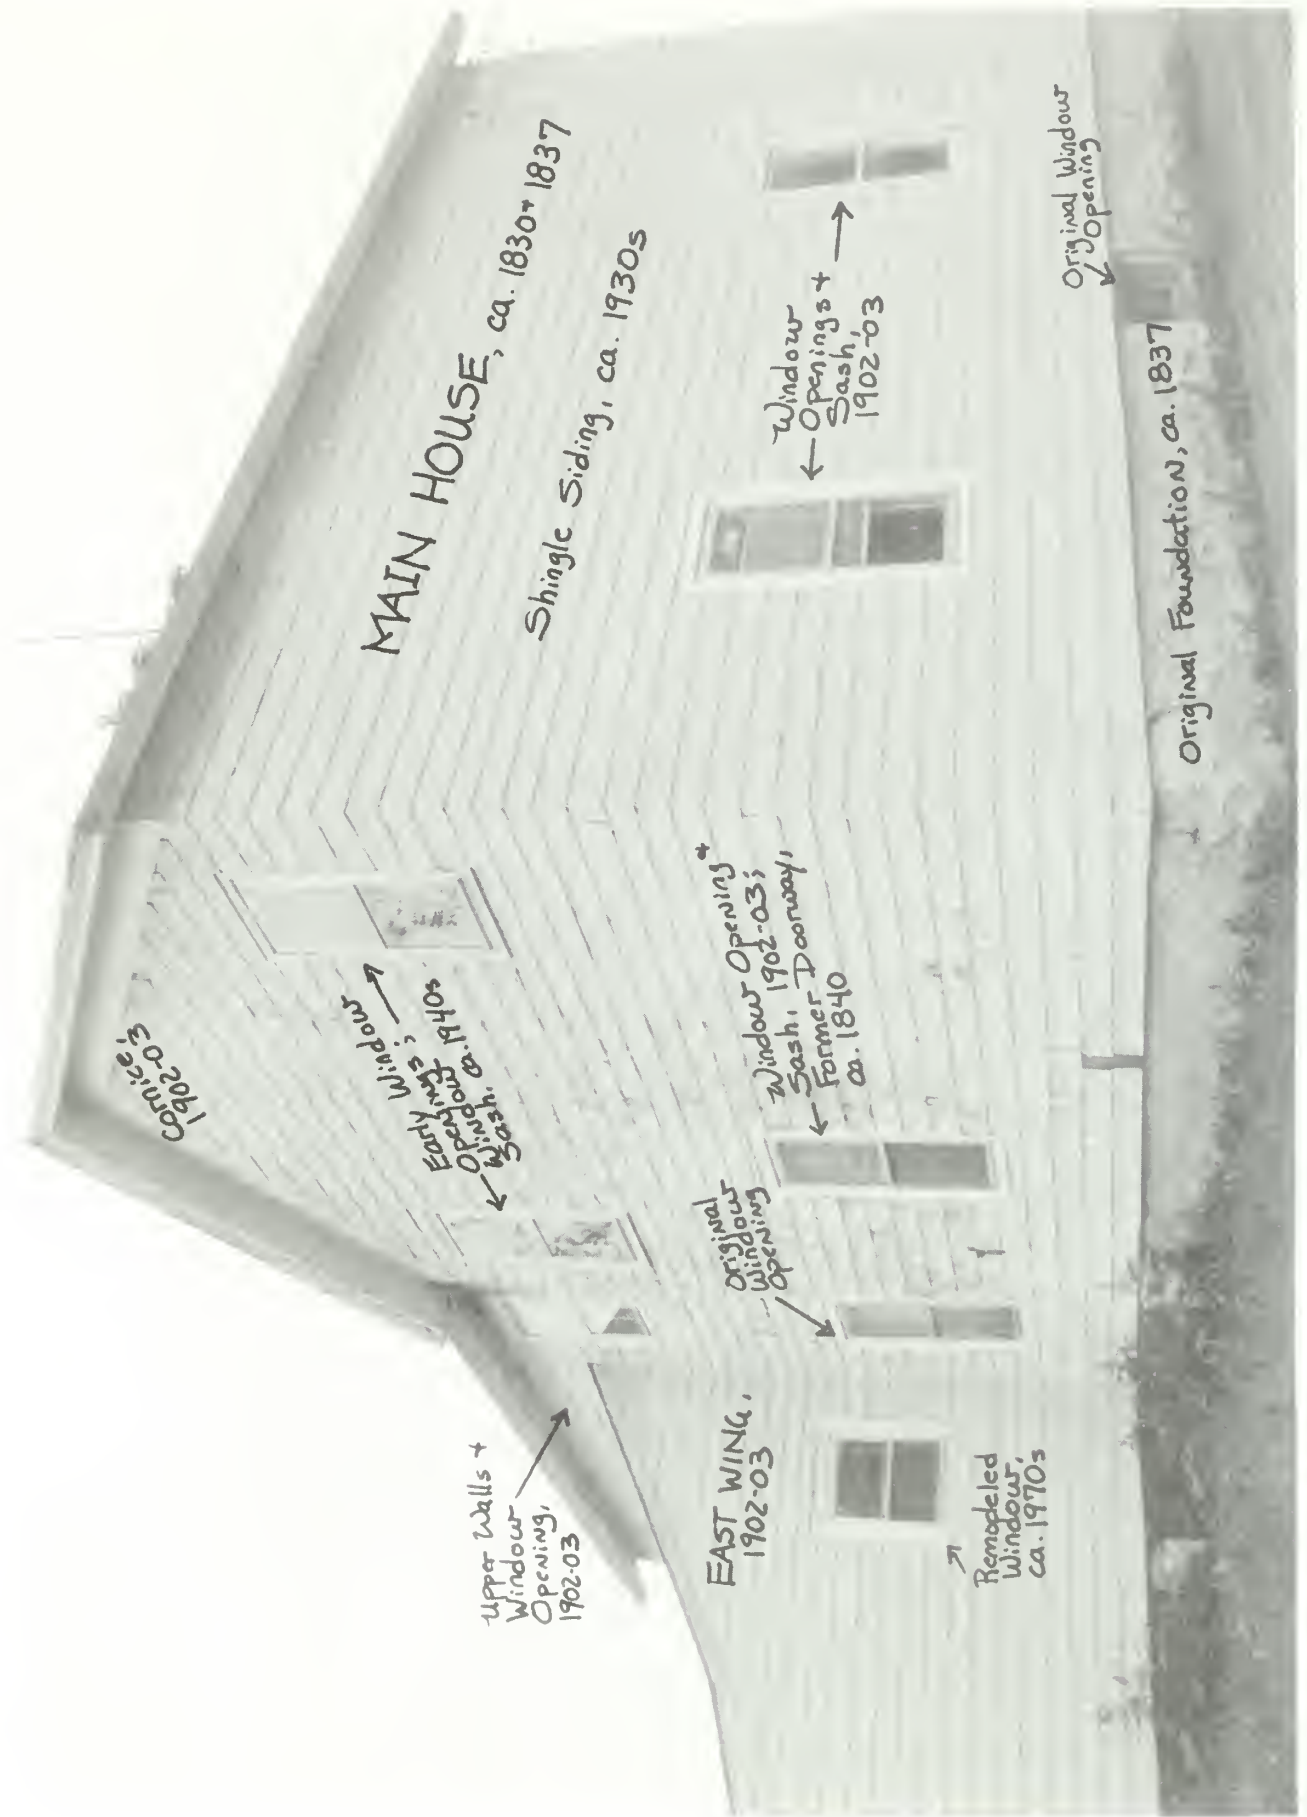 Cornice,
1902-03
MAIN HOUSE, ca. 1830 + 1837
Shingle Siding, ca. 1930s
Early Window
Openings;
Window
Sash, ca. 1940s
Upper Walls +
Window
Opening,
1902-03
Window
Openings +
Sash,
1902-03
Window Opening +
Sash, 1902-03;
Former Doorway,
ca. 1840
Original
Window
Opening
EAST WING,
1902-03
Remodeled
Window,
ca. 1970s
Original Window
Opening
Original Foundation, ca. 1837